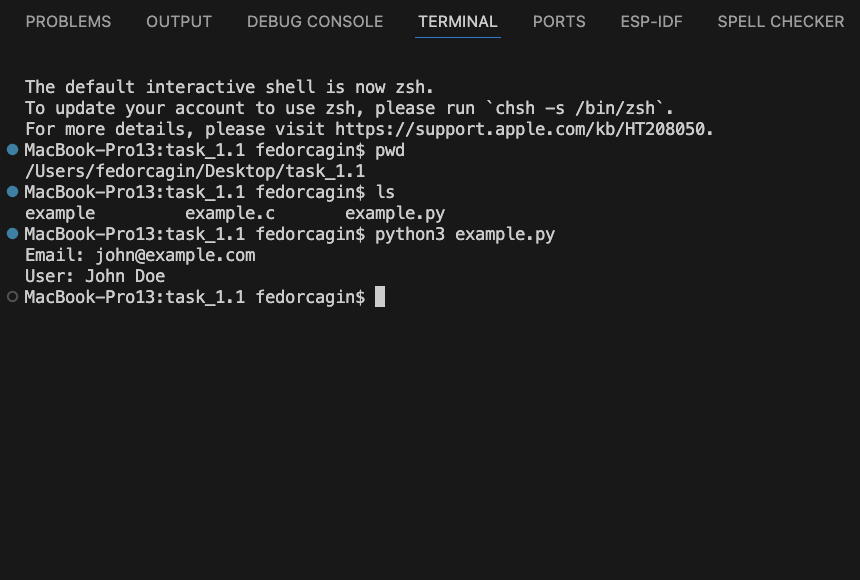 PROBLEMS OUTPUT DEBUG CONSOLE TERMINAL PORTS ESP-IDF SPELL CHECKER
The default interactive shell is now zsh.
To update your account to use zsh, please run `chsh -s /bin/zsh`.
For more details, please visit https://support.apple.com/kb/HT208050.
MacBook-Pro13:task_1.1 fedorcagin$ pwd
/Users/fedorcagin/Desktop/task_1.1
MacBook-Pro13:task_1.1 fedorcagin$ ls
example example.c example.py
MacBook-Pro13:task_1.1 fedorcagin$ python3 example.py
Email: john@example.com
User: John Doe
MacBook-Pro13:task_1.1 fedorcagin$